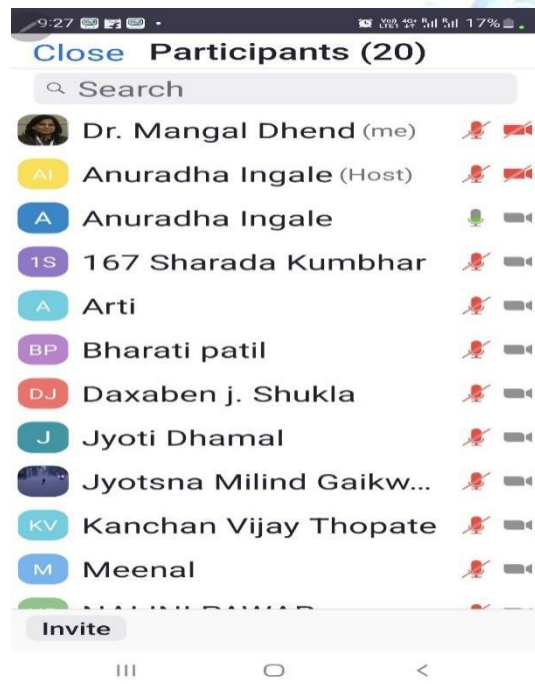 9:27 17%
Close Participants (20)
Search
Dr. Mangal Dhend (me)
AI Anuradha Ingale (Host)
A Anuradha Ingale
1S 167 Sharada Kumbhar
A Arti
BP Bharati patil
DJ Daxaben j. Shukla
J Jyoti Dhamal
Jyotsna Milind Gaikw...
KV Kanchan Vijay Thopate
M Meenal
NALINI PAWAR
Invite